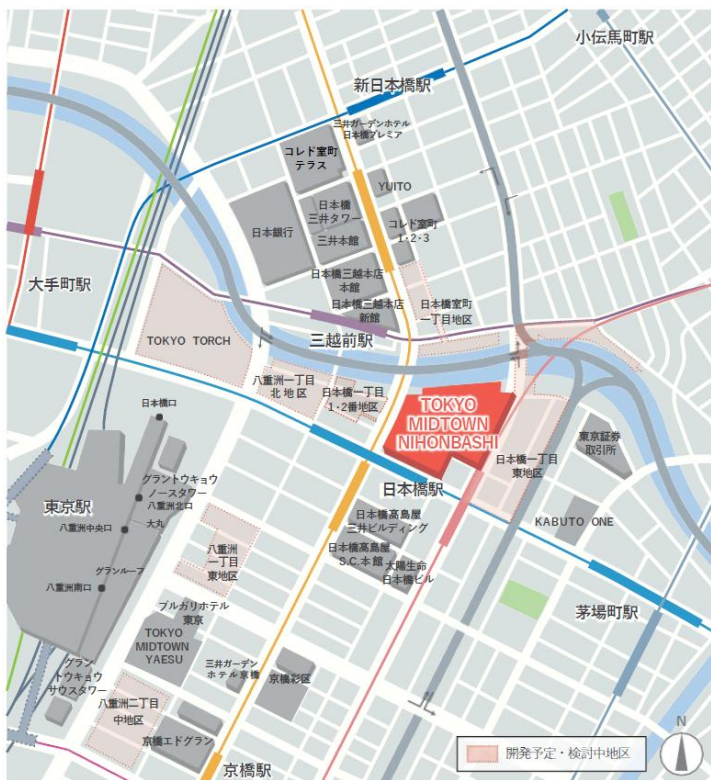 小伝馬町駅
新日本橋駅
三井ガーデンホテル
日本橋プレミア
コレド室町
テラス
YUITO
日本橋
三井タワー
コレド室町
1・2・3
日本銀行
三井本館
日本橋三越本店
本館
大手町駅
日本橋三越本店
新館
日本橋室町
一丁目地区
TOKYO TORCH
三越前駅
八重洲一丁目
北地区
日本橋一丁目
1・2番地区
TOKYO
MIDTOWN
NIHONBASHI
日本橋口
東京証券
取引所
日本橋一丁目
東地区
日本橋駅
グラントウキョウ
ノースタワー
八重洲北口
東京駅
KABUTO ONE
日本橋髙島屋
三井ビルディング
八重洲中央口
大丸
八重洲
一丁目
東地区
日本橋髙島屋
S.C.本館
太陽生命
日本橋ビル
グランルーフ
八重洲南口
ブルガリホテル
東京
茅場町駅
TOKYO
MIDTOWN
YAESU
グラン
トウキョウ
サウスタワー
三井ガーデン
ホテル京橋
京橋彩区
八重洲二丁目
中地区
京橋エドグラン
京橋駅
開発予定・検討中地区
N